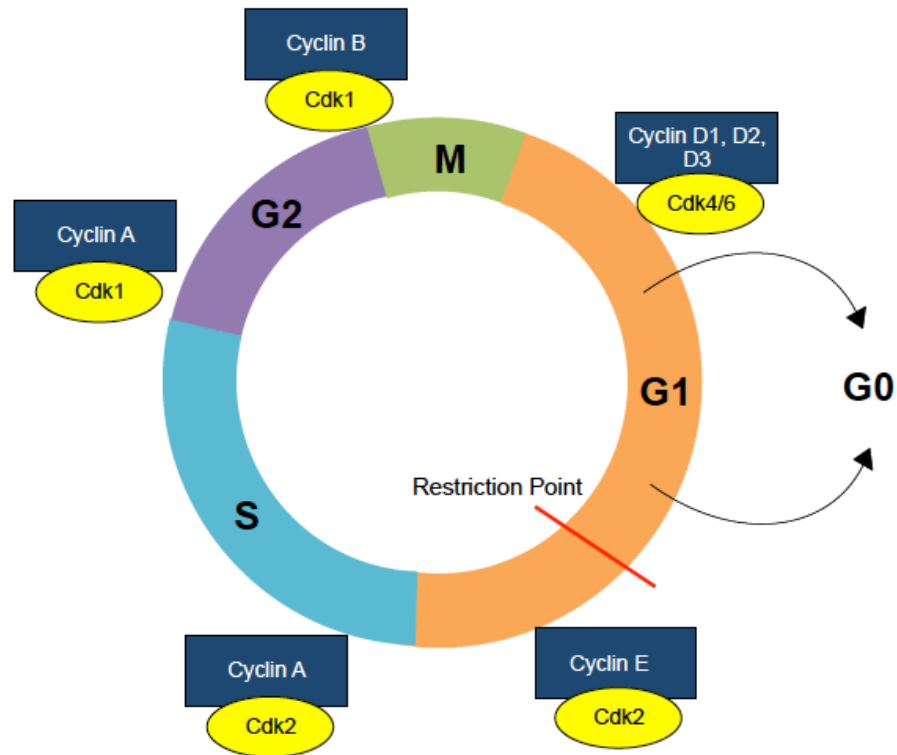 Cyclin B
Cdk1
M
Cyclin D1, D2,
D3
Cdk4/6
G2
Cyclin A
Cdk1
G1
G0
Restriction Point
S
Cyclin A
Cdk2
Cyclin E
Cdk2